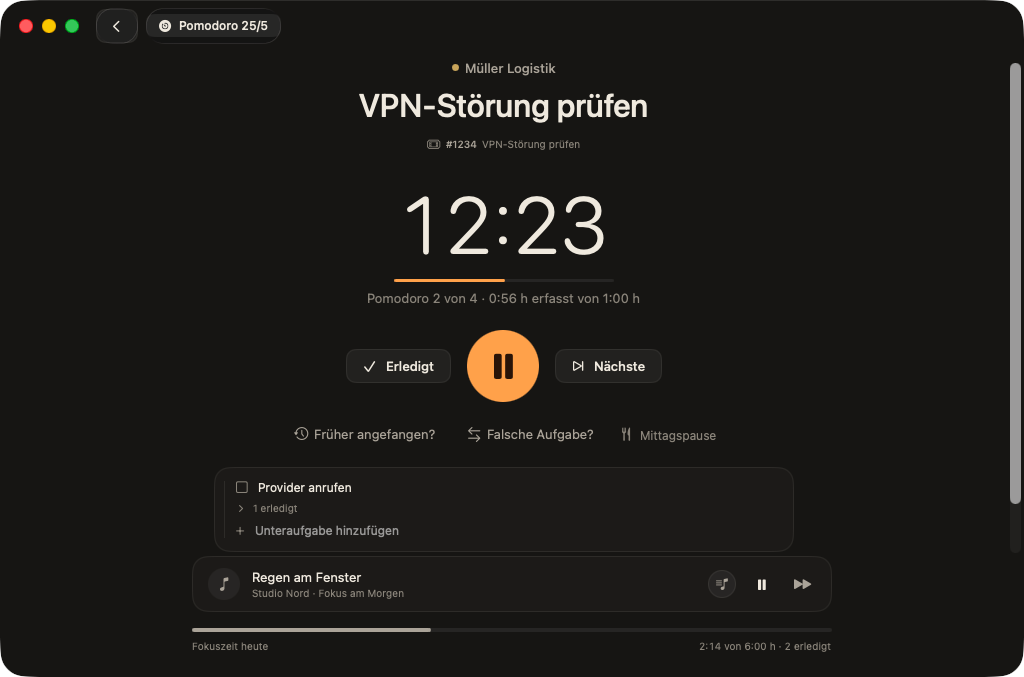 Pomodoro 25/5
Müller Logistik
VPN-Störung prüfen
#1234 VPN-Störung prüfen
12:23
Pomodoro 2 von 4 · 0:56 h erfasst von 1:00 h
Erledigt
Nächste
Früher angefangen?
Falsche Aufgabe?
Mittagspause
Provider anrufen
1 erledigt
Unteraufgabe hinzufügen
Regen am Fenster
Studio Nord · Fokus am Morgen
Fokuszeit heute
2:14 von 6:00 h · 2 erledigt